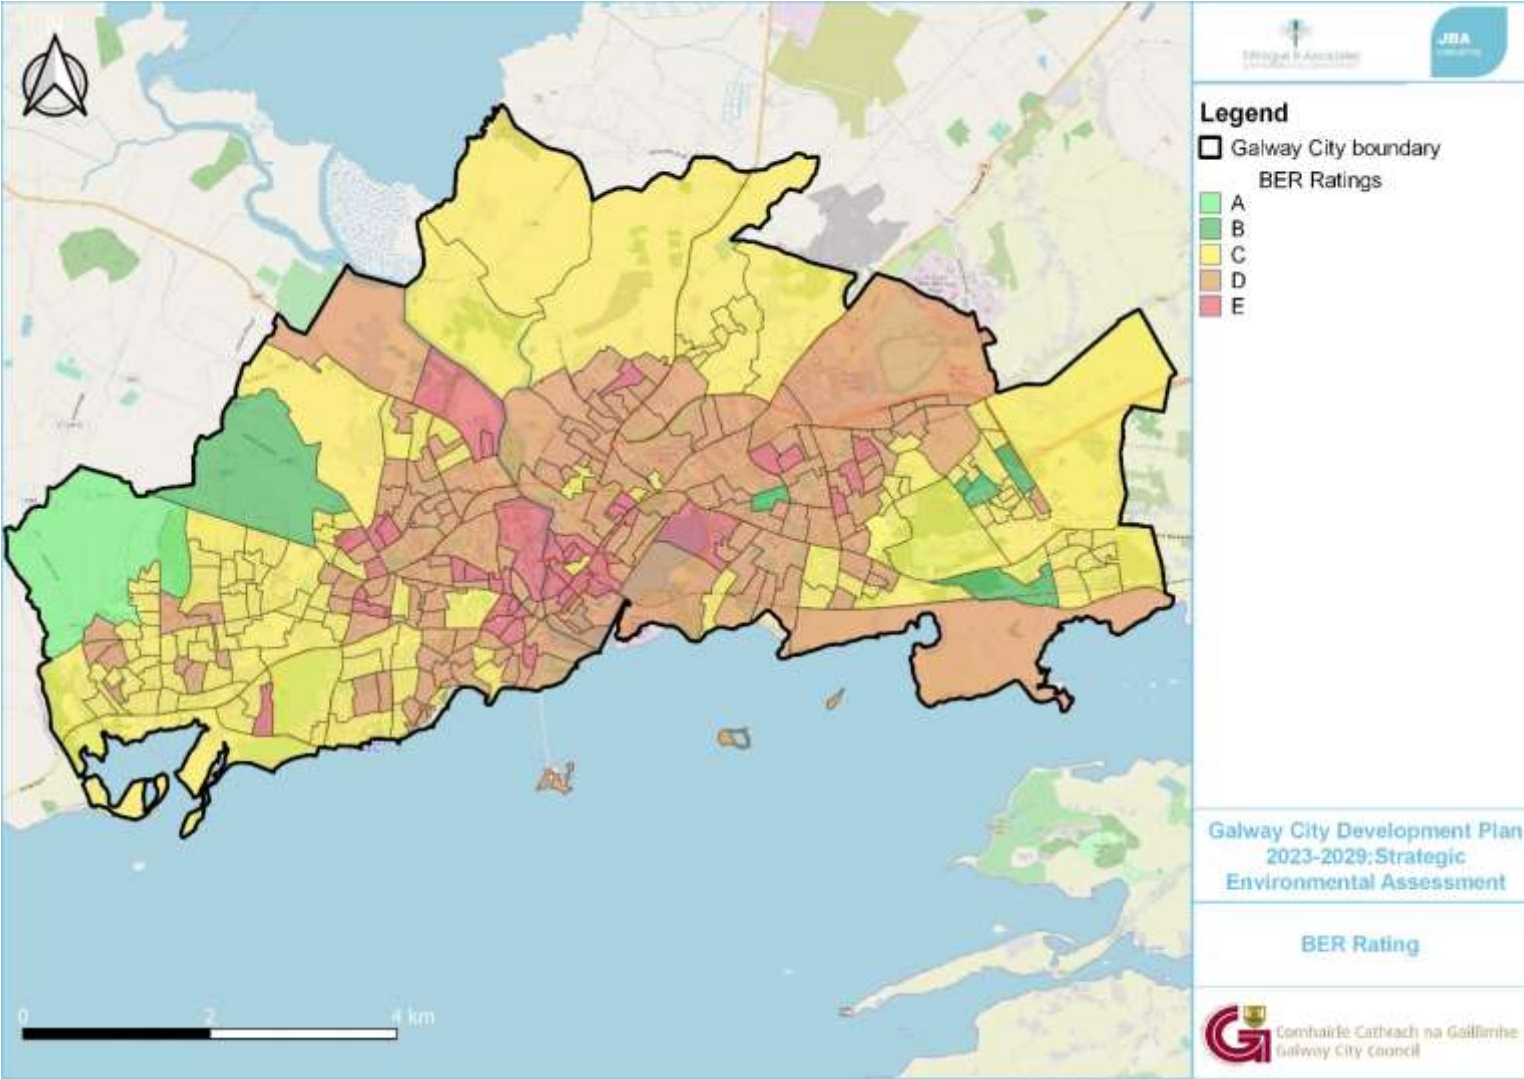 JBA
Legend
Galway City boundary
BER Ratings
A
B
C
D
E
Galway City Development Plan
2023-2029:Strategic
Environmental Assessment
BER Rating
Comhairle Cathrach na Gaillimhe
Galway City Council
0 2 4 km